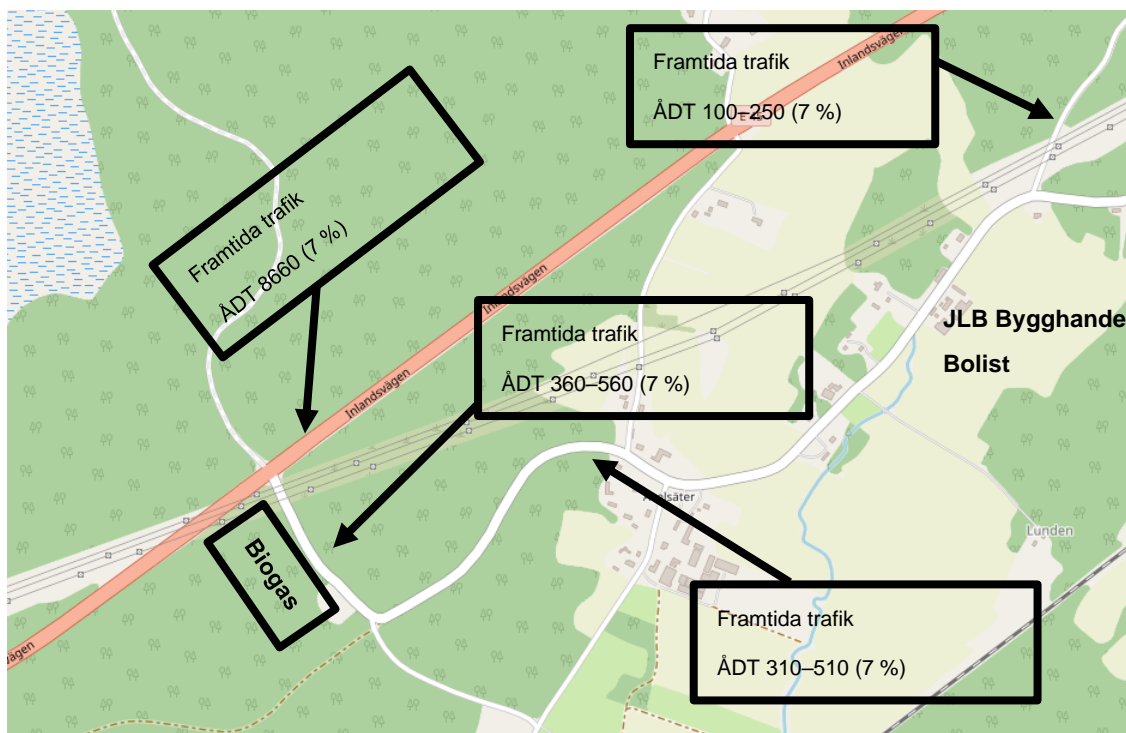 Framtida trafik
ÅDT 100–250 (7 %)
Inlandsvägen
Framtida trafik
ÅDT 8660 (7 %)
Inlandsvägen
Framtida trafik
ÅDT 360–560 (7 %)
JLB Bygghande
Bolist
Inlandsvägen
Lunden
Biogas
Framtida trafik
ÅDT 310–510 (7 %)
vägen